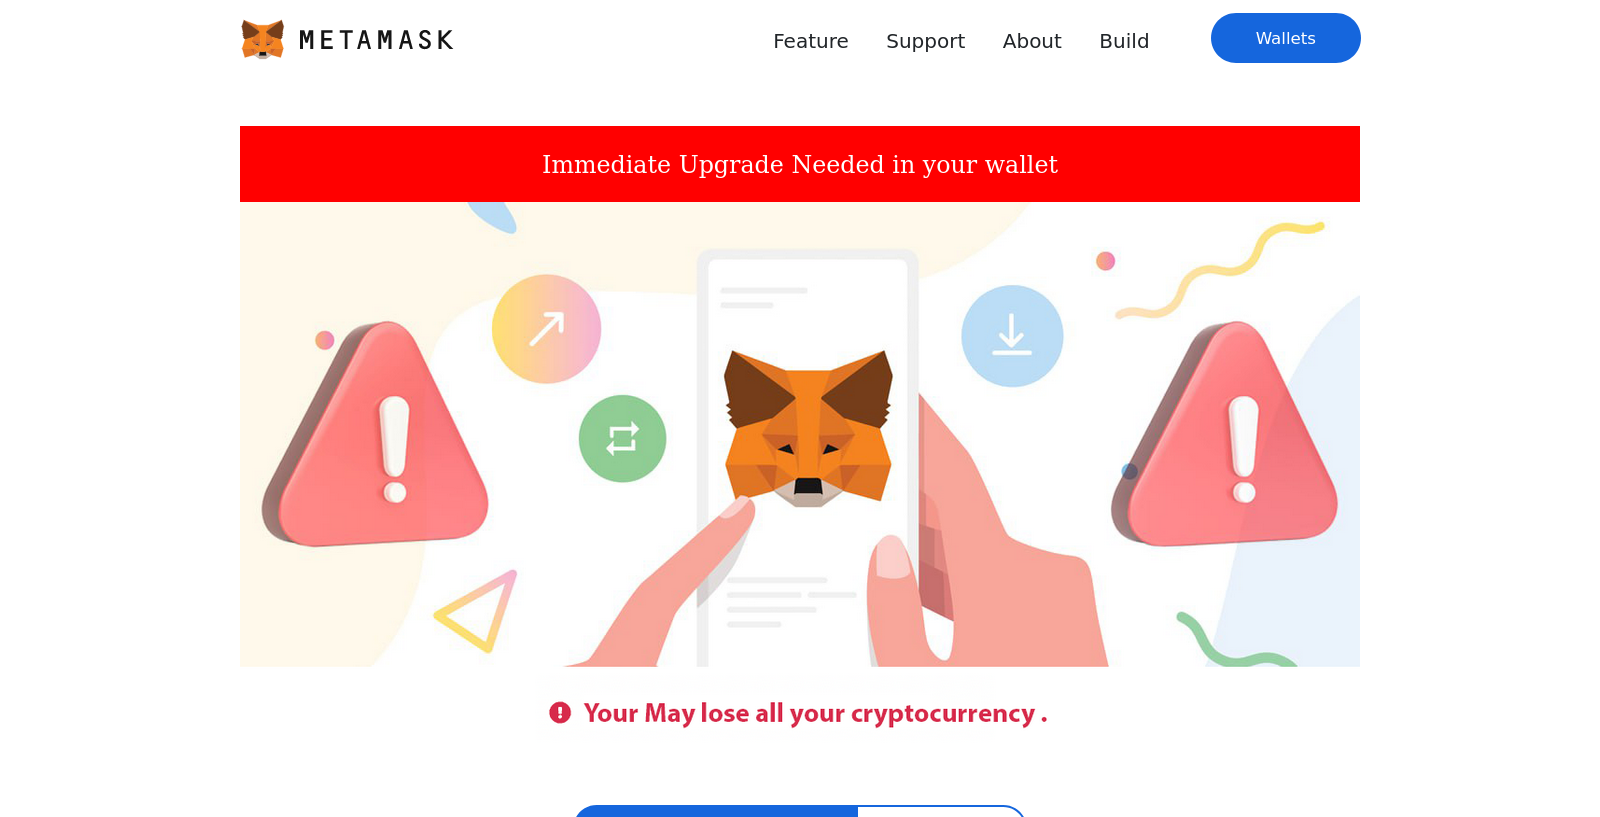 METAMASK
Feature Support About Build Wallets
Immediate Upgrade Needed in your wallet
Your May lose all your cryptocurrency .